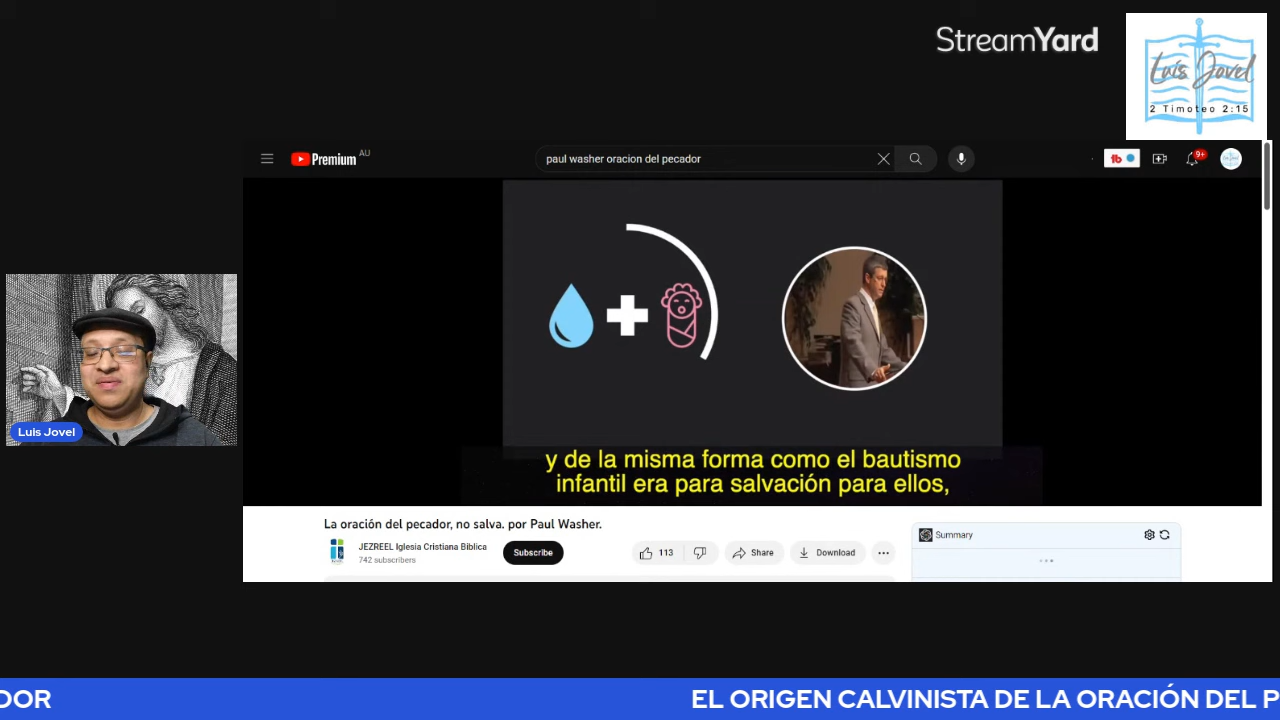 StreamYard
Luis Jovel
2 Timoteo 2:15
Premium AU
paul washer oracion del pecador
9+
y de la misma forma como el bautismo
infantil era para salvación para ellos,
Luis Jovel
La oración del pecador, no salva. por Paul Washer.
JEZREEL Iglesia Cristiana Biblica
742 subscribers
Subscribe
113
Share
Download
Summary
DOR
EL ORIGEN CALVINISTA DE LA ORACIÓN DEL P